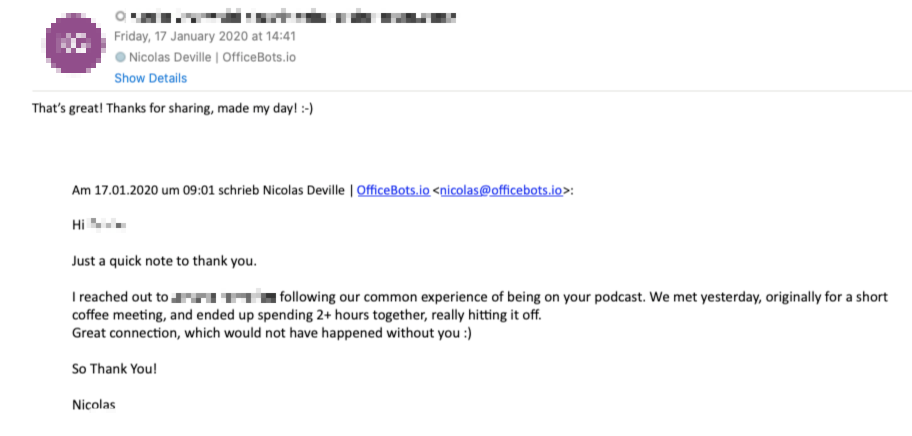 Friday, 17 January 2020 at 14:41
Nicolas Deville | OfficeBots.io
Show Details
That's great! Thanks for sharing, made my day! :-)
Am 17.01.2020 um 09:01 schrieb Nicolas Deville | OfficeBots.io <nicolas@officebots.io>:
Hi
Just a quick note to thank you.
I reached out to following our common experience of being on your podcast. We met yesterday, originally for a short
coffee meeting, and ended up spending 2+ hours together, really hitting it off.
Great connection, which would not have happened without you :)
So Thank You!
Nicolas